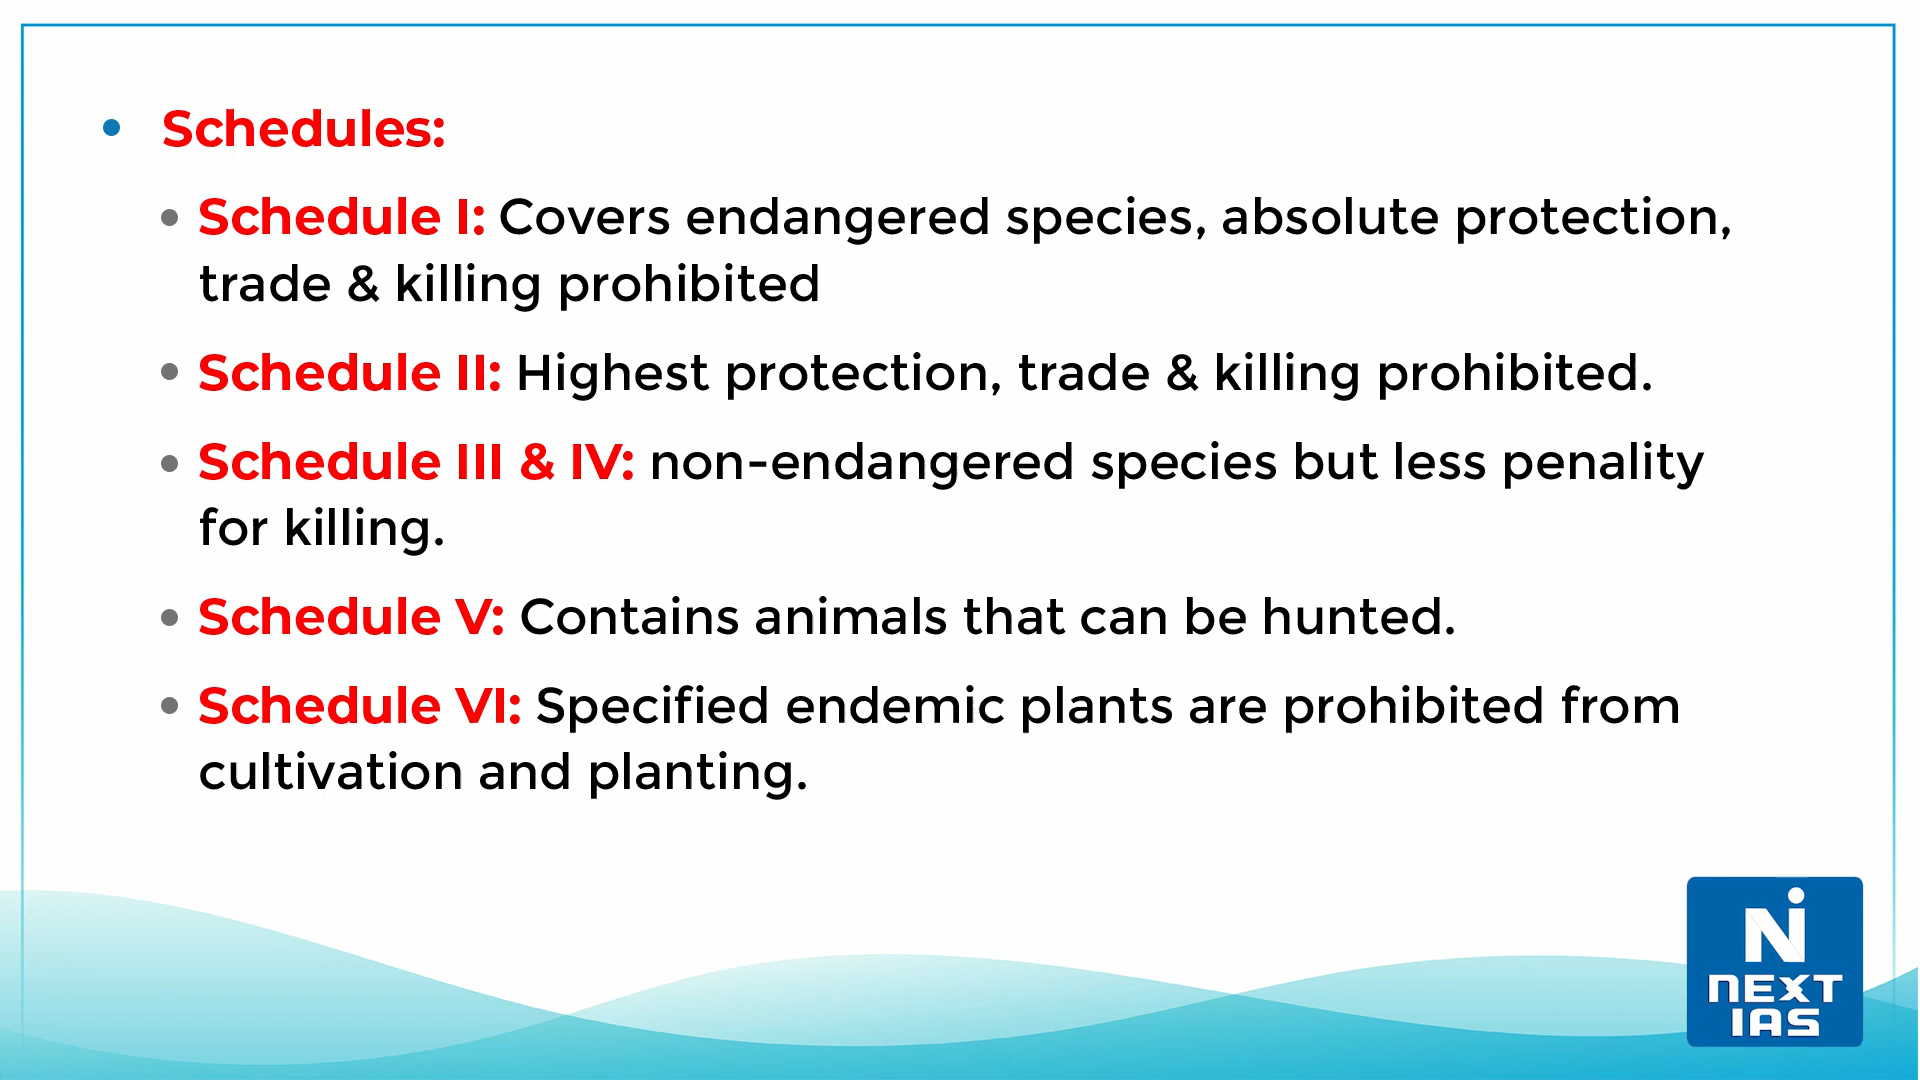 • Schedules:
• Schedule I: Covers endangered species, absolute protection,
trade & killing prohibited
• Schedule II: Highest protection, trade & killing prohibited.
• Schedule III & IV: non-endangered species but less penality
for killing.
• Schedule V: Contains animals that can be hunted.
• Schedule VI: Specified endemic plants are prohibited from
cultivation and planting.
N
NEXT
IAS